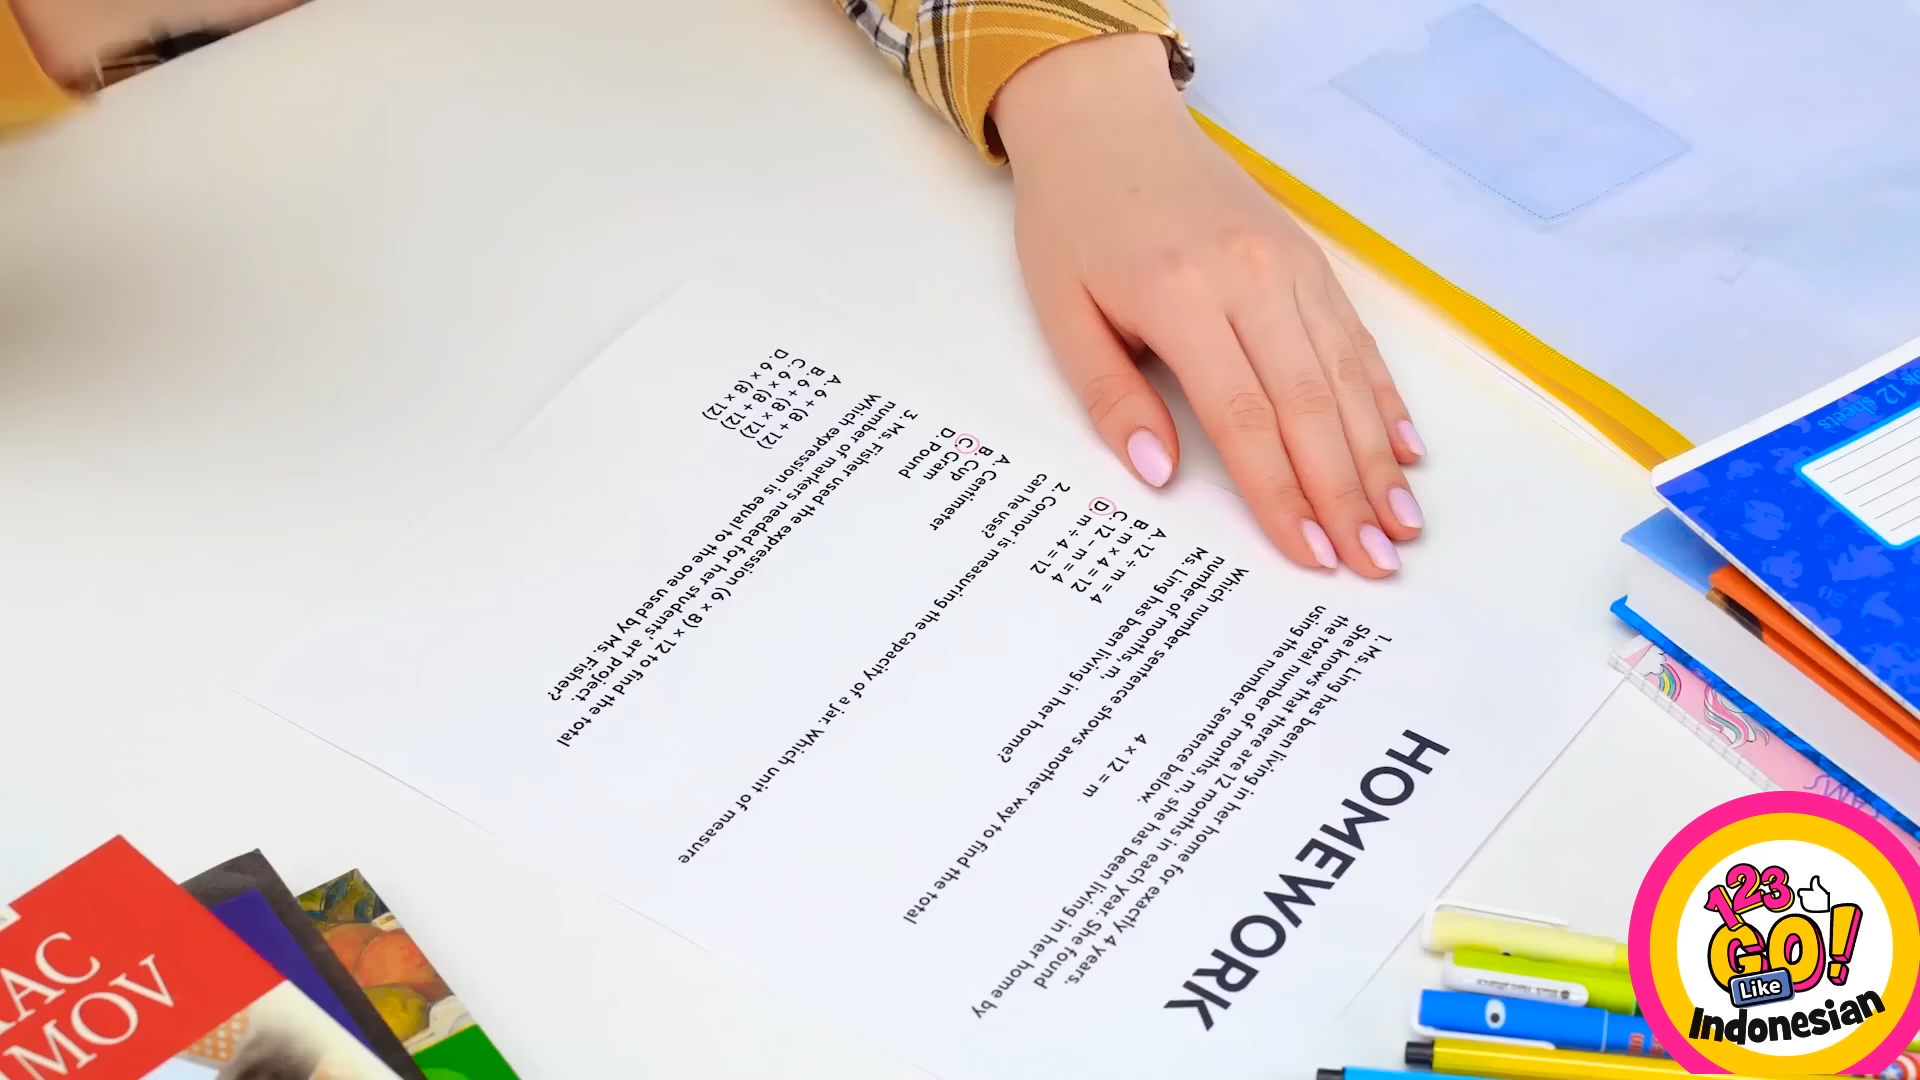 HOMEWORK
1. Ms. Ling has been living in her home for exactly 4 years.
She knows that there are 12 months in each year. She found
the total number of months, m, she has been living in her home by
using the number sentence below.
4 × 12 = m
Which number sentence shows another way to find the total
number of months, m,
Ms. Ling has been living in her home?
A. 12 ÷ m = 4
B. m × 4 = 12
C. 12 − m = 4
D. m ÷ 4 = 12
2. Connor is measuring the capacity of a jar. Which unit of measure
can he use?
A. Centimeter
B. Cup
C. Gram
D. Pound
3. Ms. Fisher used the expression (6 × 8) × 12 to find the total
number of markers needed for her students' art project.
Which expression is equal to the one used by Ms. Fisher?
A. 6 + (8 + 12)
B. 6 + (8 × 12)
C. 6 × (8 + 12)
D. 6 × (8 × 12)
AC
MOV
12 sheets
123
GO!
Like
Indonesian